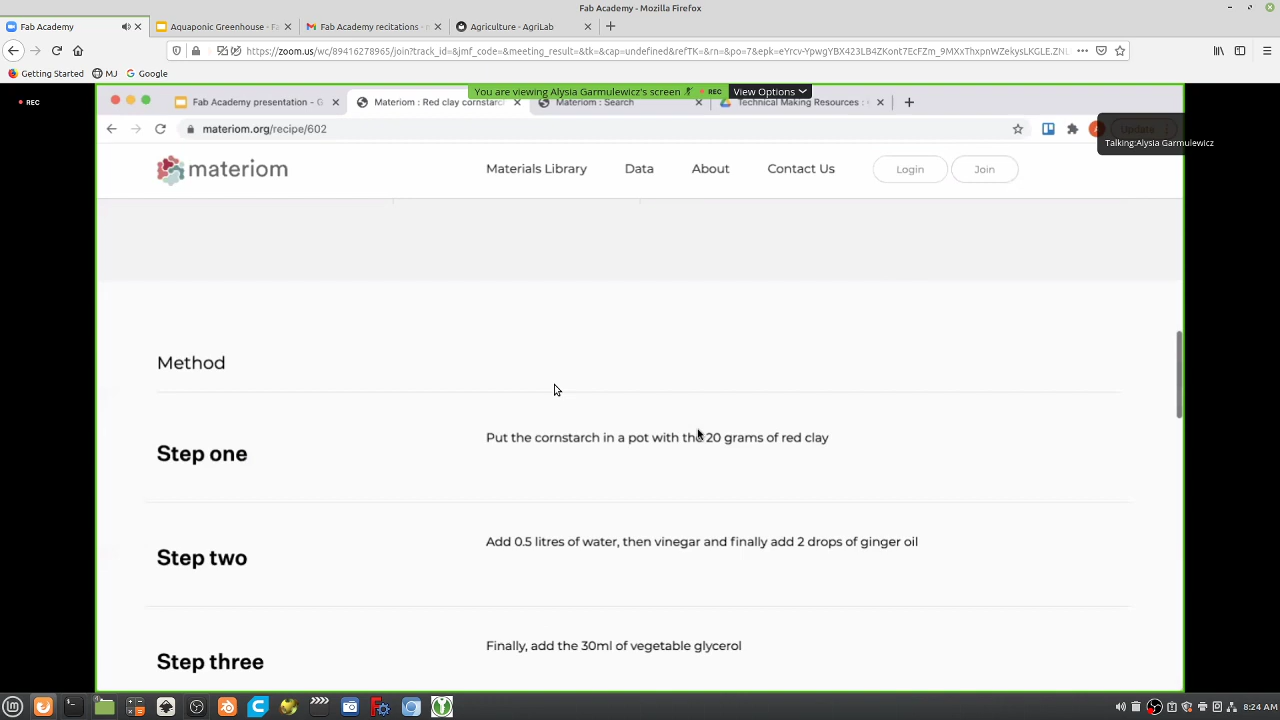 Fab Academy - Mozilla Firefox
Fab Academy
Aquaponic Greenhouse -
Fab Academy recitations -
Agriculture - AgriLab
Getting Started
MJ
Google
REC
You are viewing Alysia Garmulewicz's screen
REC
View Options
Fab Academy presentation - G
Materiom : Red clay cornstarc
Materiom : Search
Technical Making Resources :
materiom.org/recipe/602
Update
Talking:Alysia Garmulewicz
materiom
Materials Library
Data
About
Contact Us
Login
Join
Method
Step one
Put the cornstarch in a pot with the 20 grams of red clay
Step two
Add 0.5 litres of water, then vinegar and finally add 2 drops of ginger oil
Step three
Finally, add the 30ml of vegetable glycerol
8:24 AM